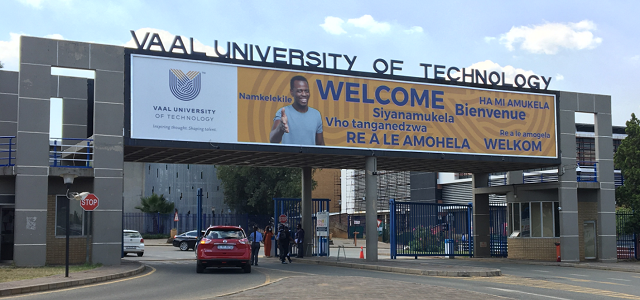 VAAL UNIVERSITY OF TECHNOLOGY
VAAL UNIVERSITY
OF TECHNOLOGY
Inspiring thought. Shaping talent.
Namkelekile
WELCOME
HA MI AMUKELA
Siyanamukela
Bienvenue
Vho tanganedzwa
Re a le amogela
RE A LE AMOHELA
WELKOM
STOP
STOP